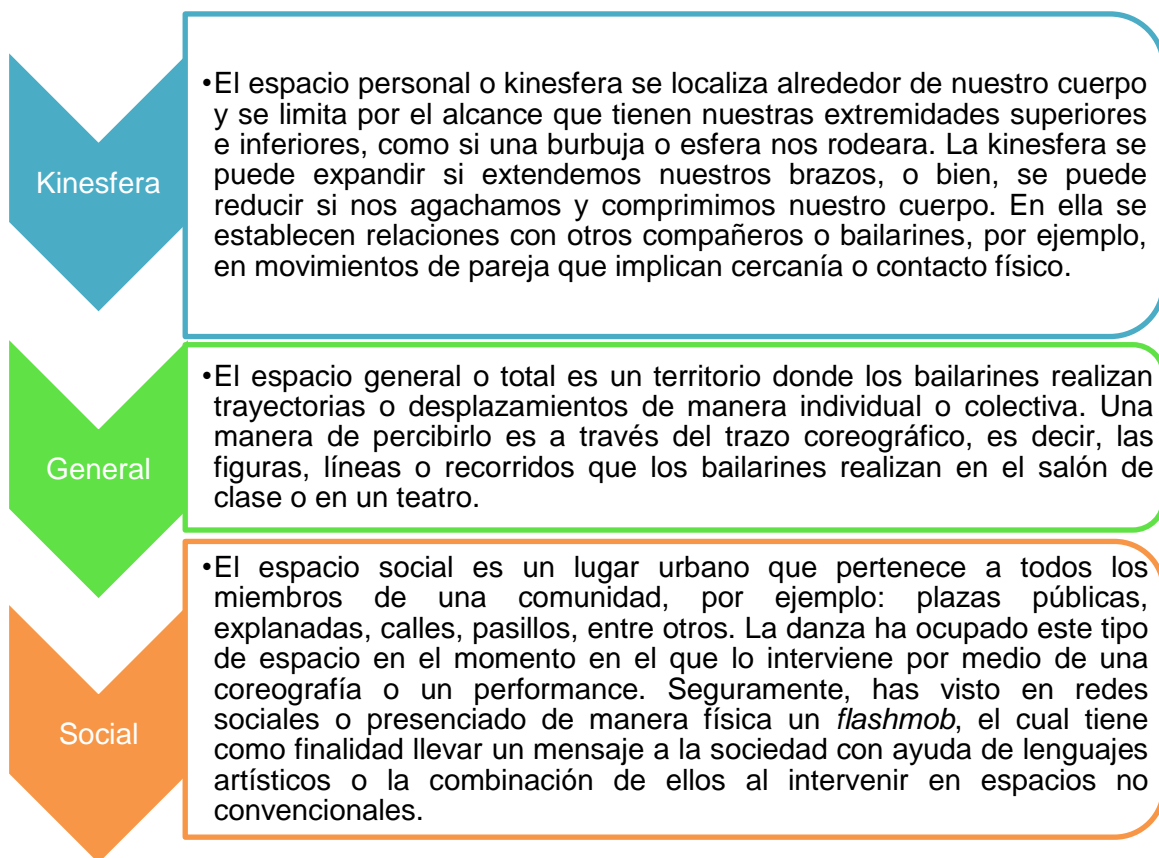 Kinesfera
•El espacio personal o kinesfera se localiza alrededor de nuestro cuerpo
y se limita por el alcance que tienen nuestras extremidades superiores
e inferiores, como si una burbuja o esfera nos rodeara. La kinesfera se
puede expandir si extendemos nuestros brazos, o bien, se puede
reducir si nos agachamos y comprimimos nuestro cuerpo. En ella se
establecen relaciones con otros compañeros o bailarines, por ejemplo,
en movimientos de pareja que implican cercanía o contacto físico.
General
•El espacio general o total es un territorio donde los bailarines realizan
trayectorias o desplazamientos de manera individual o colectiva. Una
manera de percibirlo es a través del trazo coreográfico, es decir, las
figuras, líneas o recorridos que los bailarines realizan en el salón de
clase o en un teatro.
Social
•El espacio social es un lugar urbano que pertenece a todos los
miembros de una comunidad, por ejemplo: plazas públicas,
explanadas, calles, pasillos, entre otros. La danza ha ocupado este tipo
de espacio en el momento en el que lo interviene por medio de una
coreografía o un performance. Seguramente, has visto en redes
sociales o presenciado de manera física un flashmob, el cual tiene
como finalidad llevar un mensaje a la sociedad con ayuda de lenguajes
artísticos o la combinación de ellos al intervenir en espacios no
convencionales.